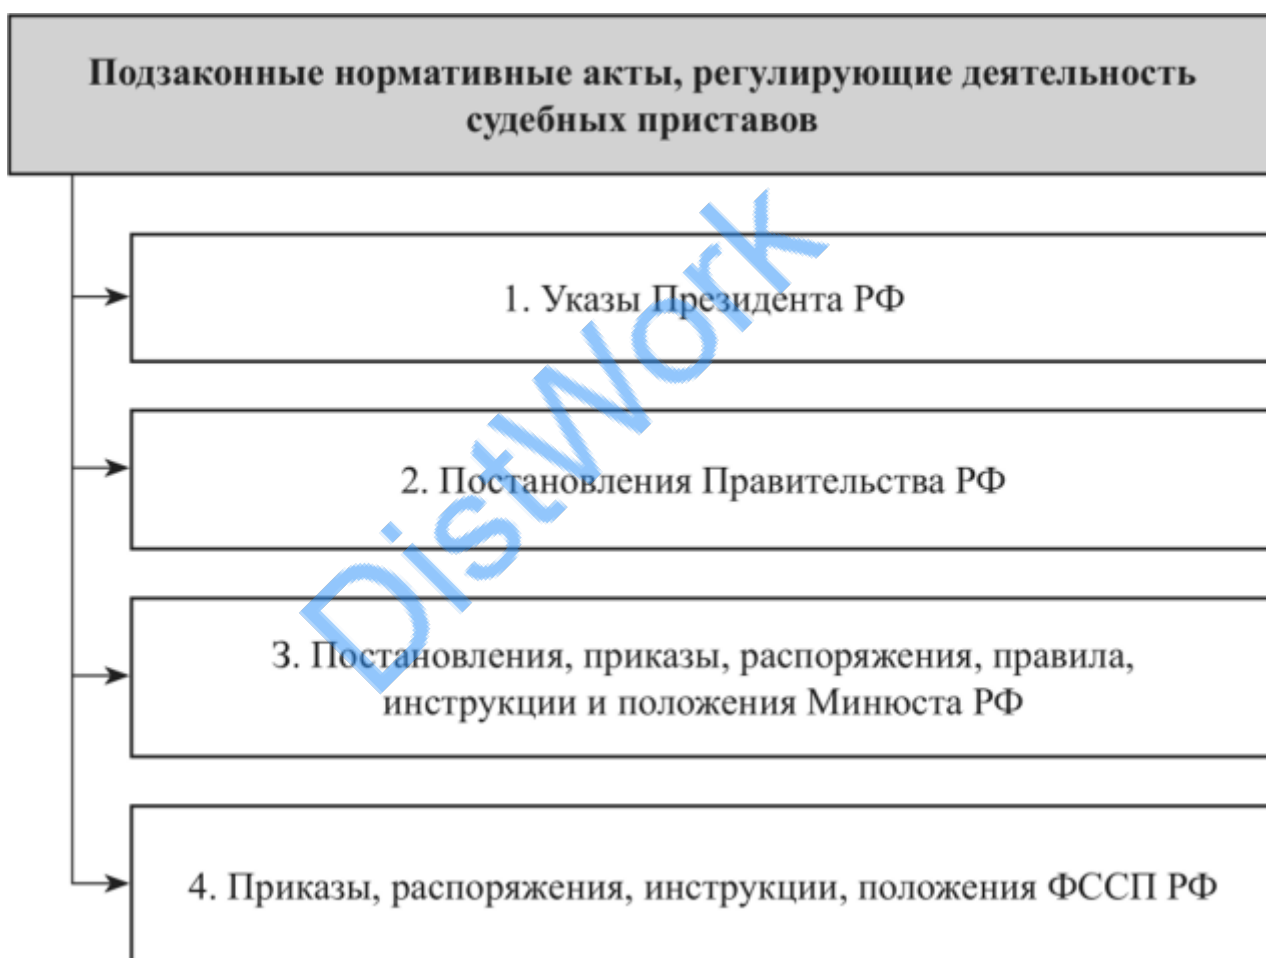 Подзаконные нормативные акты, регулирующие деятельность
судебных приставов
1. Указы Президента РФ
2. Постановления Правительства РФ
3. Постановления, приказы, распоряжения, правила,
инструкции и положения Минюста РФ
4. Приказы, распоряжения, инструкции, положения ФССП РФ
DistWork